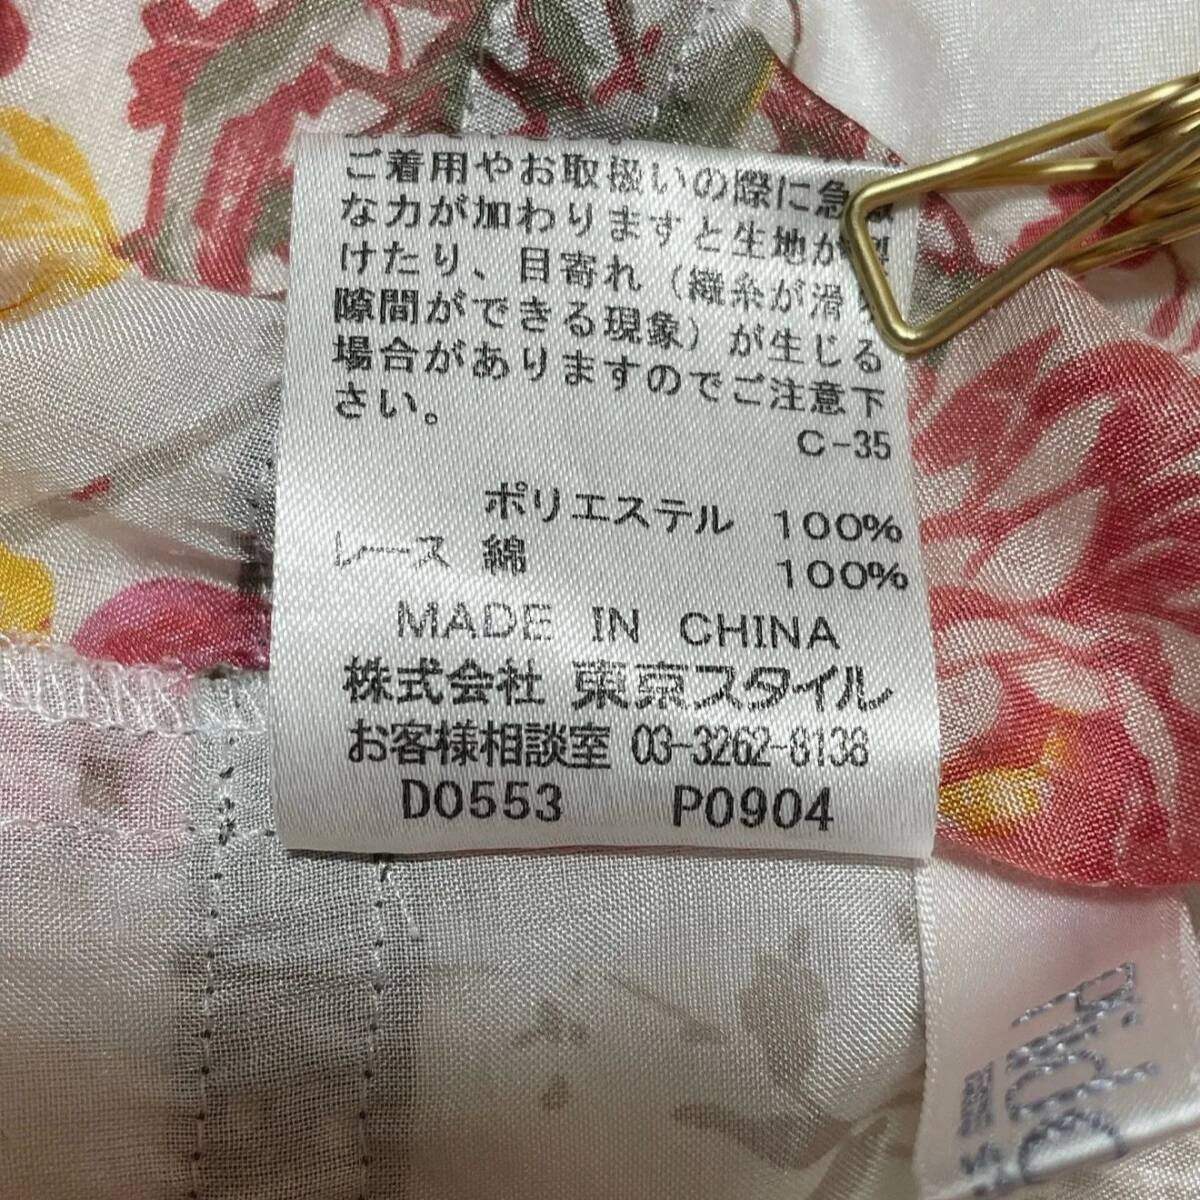 ご着用やお取扱いの際に急
な力が加わりますと生地が裂
けたり、目寄れ（織糸が滑り
隙間ができる現象）が生じる
場合がありますのでご注意下
さい。
C-35
ポリエステル 100%
レース 綿 100%
MADE IN CHINA
株式会社 東京スタイル
お客様相談室 03-3262-8138
D0553 P0904